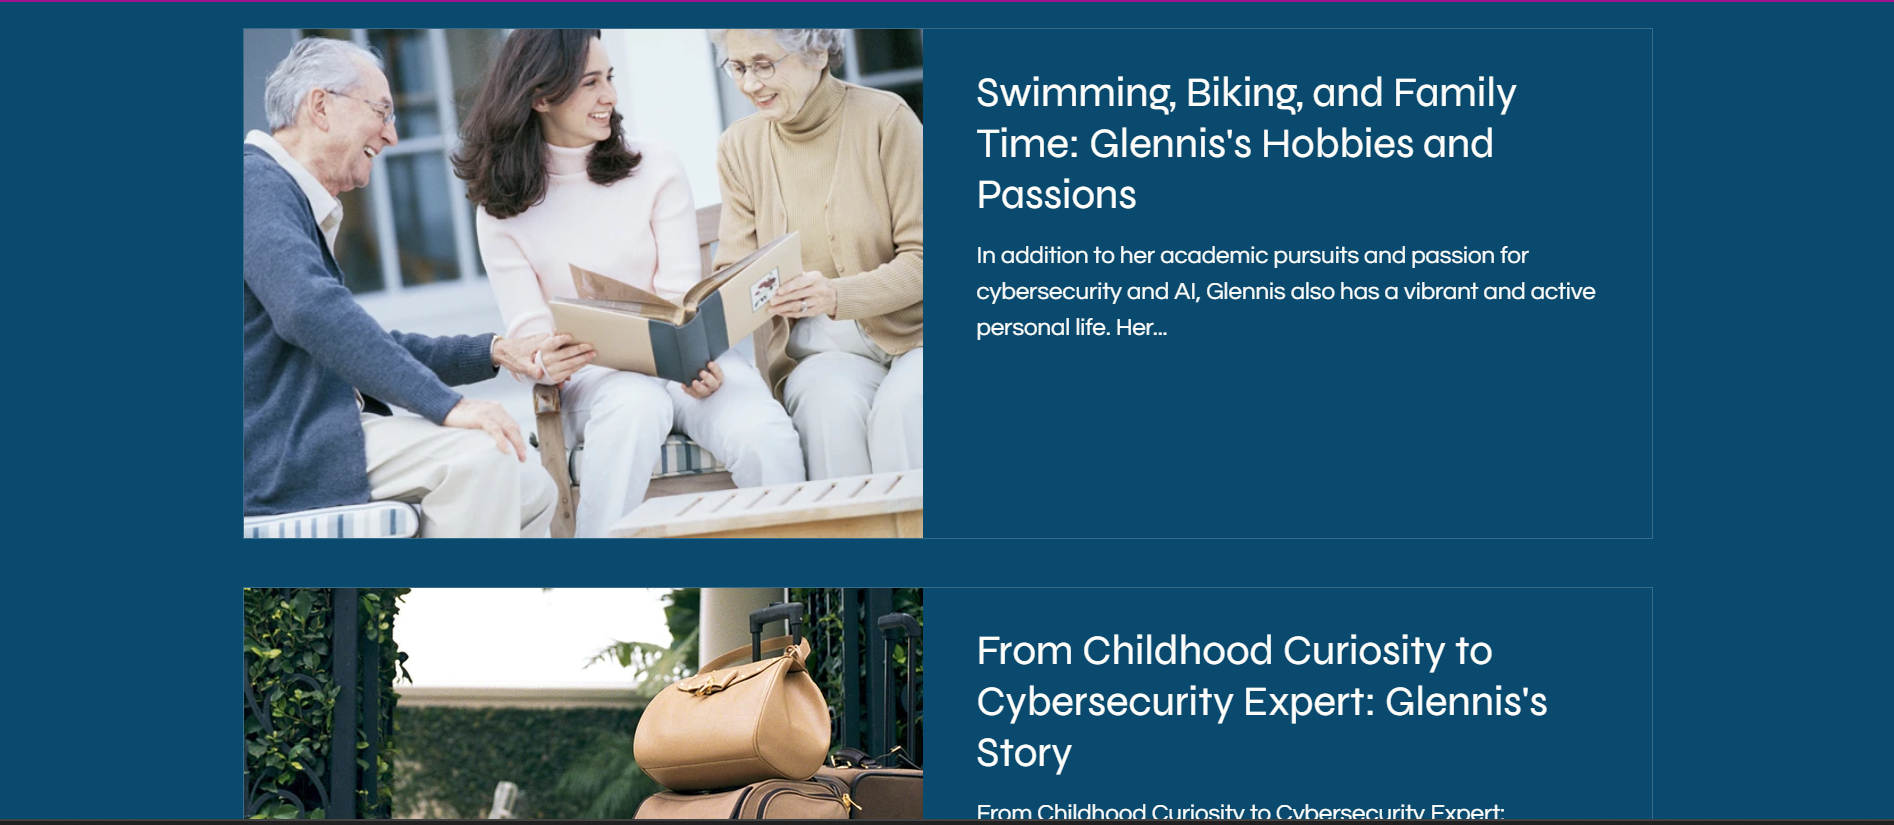 Swimming, Biking, and Family
Time: Glennis's Hobbies and
Passions
In addition to her academic pursuits and passion for
cybersecurity and AI, Glennis also has a vibrant and active
personal life. Her...
From Childhood Curiosity to
Cybersecurity Expert: Glennis's
Story
From Childhood Curiosity to Cybersecurity Expert: